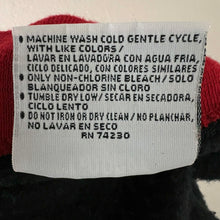 • MACHINE WASH COLD GENTLE CYCLE,
WITH LIKE COLORS /
LAVAR EN LAVADORA CON AGUA FRIA,
CICLO DELICADO, CON COLORES SIMILARES
• ONLY NON-CHLORINE BLEACH / SOLO
BLANQUEADOR SIN CLORO
• TUMBLE DRY LOW / SECAR EN SECADORA,
CICLO LENTO
• DO NOT IRON OR DRY CLEAN / NO PLANCHAR,
NO LAVAR EN SECO
RN 74230